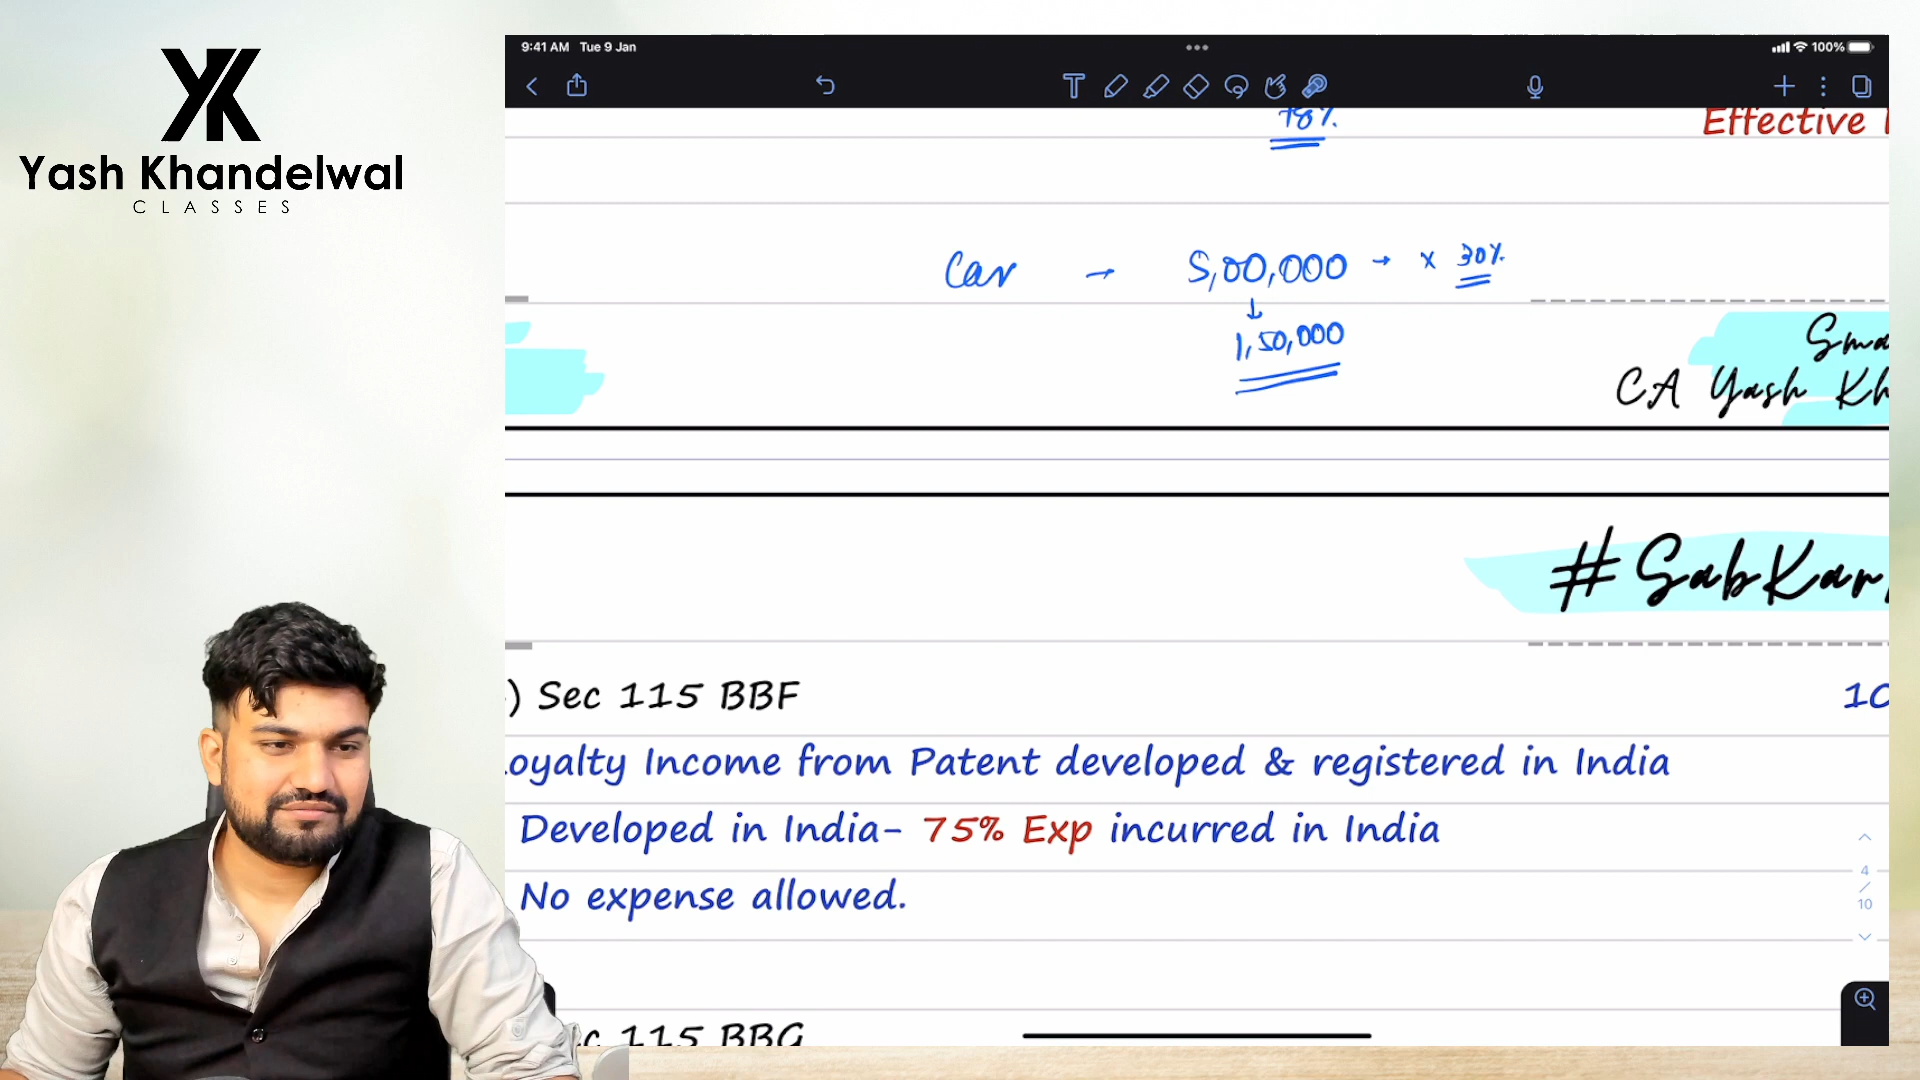 YK
Yash Khandelwal
CLASSES
9:41 AM Tue 9 Jan
100%
78%.
Effective
Car → 5,00,000 → x 30%.
↓
1,50,000
CA Yash
) Sec 115 BBF
oyalty Income from Patent developed & registered in India
Developed in India- 75% Exp incurred in India
No expense allowed.
4
/
10
115 BBG